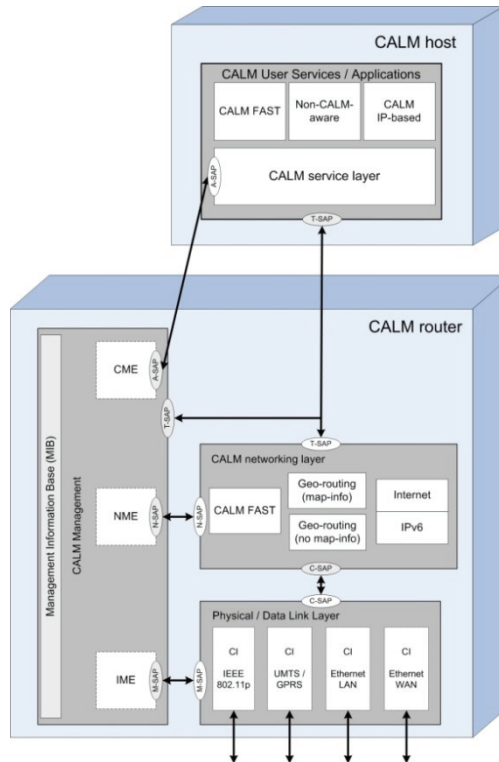 CALM host
CALM User Services / Applications
CALM FAST
Non-CALM-
aware
CALM
IP-based
A-SAP
CALM service layer
T-SAP
CALM router
Management Information Base (MIB)
CALM Management
CME
A-SAP
T-SAP
T-SAP
CALM networking layer
NME
N-SAP
N-SAP
CALM FAST
Geo-routing
(map-info)
Geo-routing
(no map-info)
Internet
IPv6
C-SAP
C-SAP
Physical / Data Link Layer
IME
M-SAP
M-SAP
CI
IEEE
802.11p
CI
UMTS /
GPRS
CI
Ethernet
LAN
CI
Ethernet
WAN